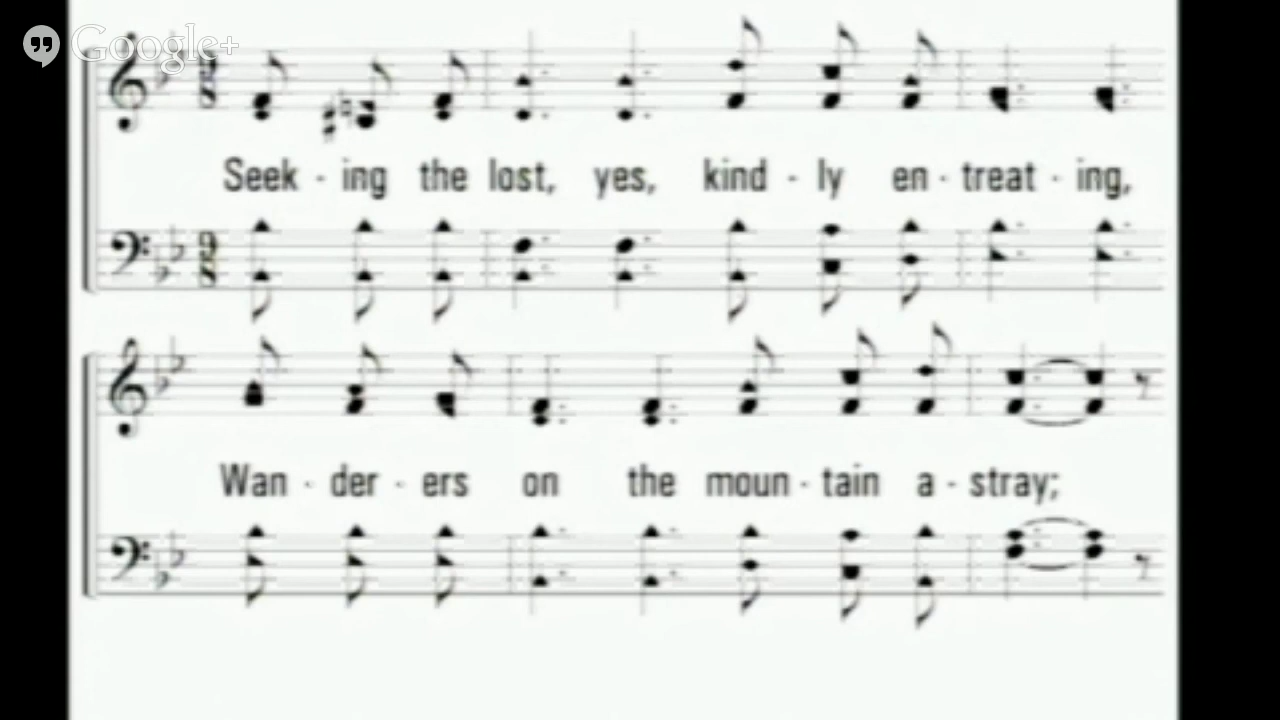 Google+
Seek - ing the lost, yes, kind - ly en - treat - ing,
Wan - der - ers on the moun - tain a - stray;